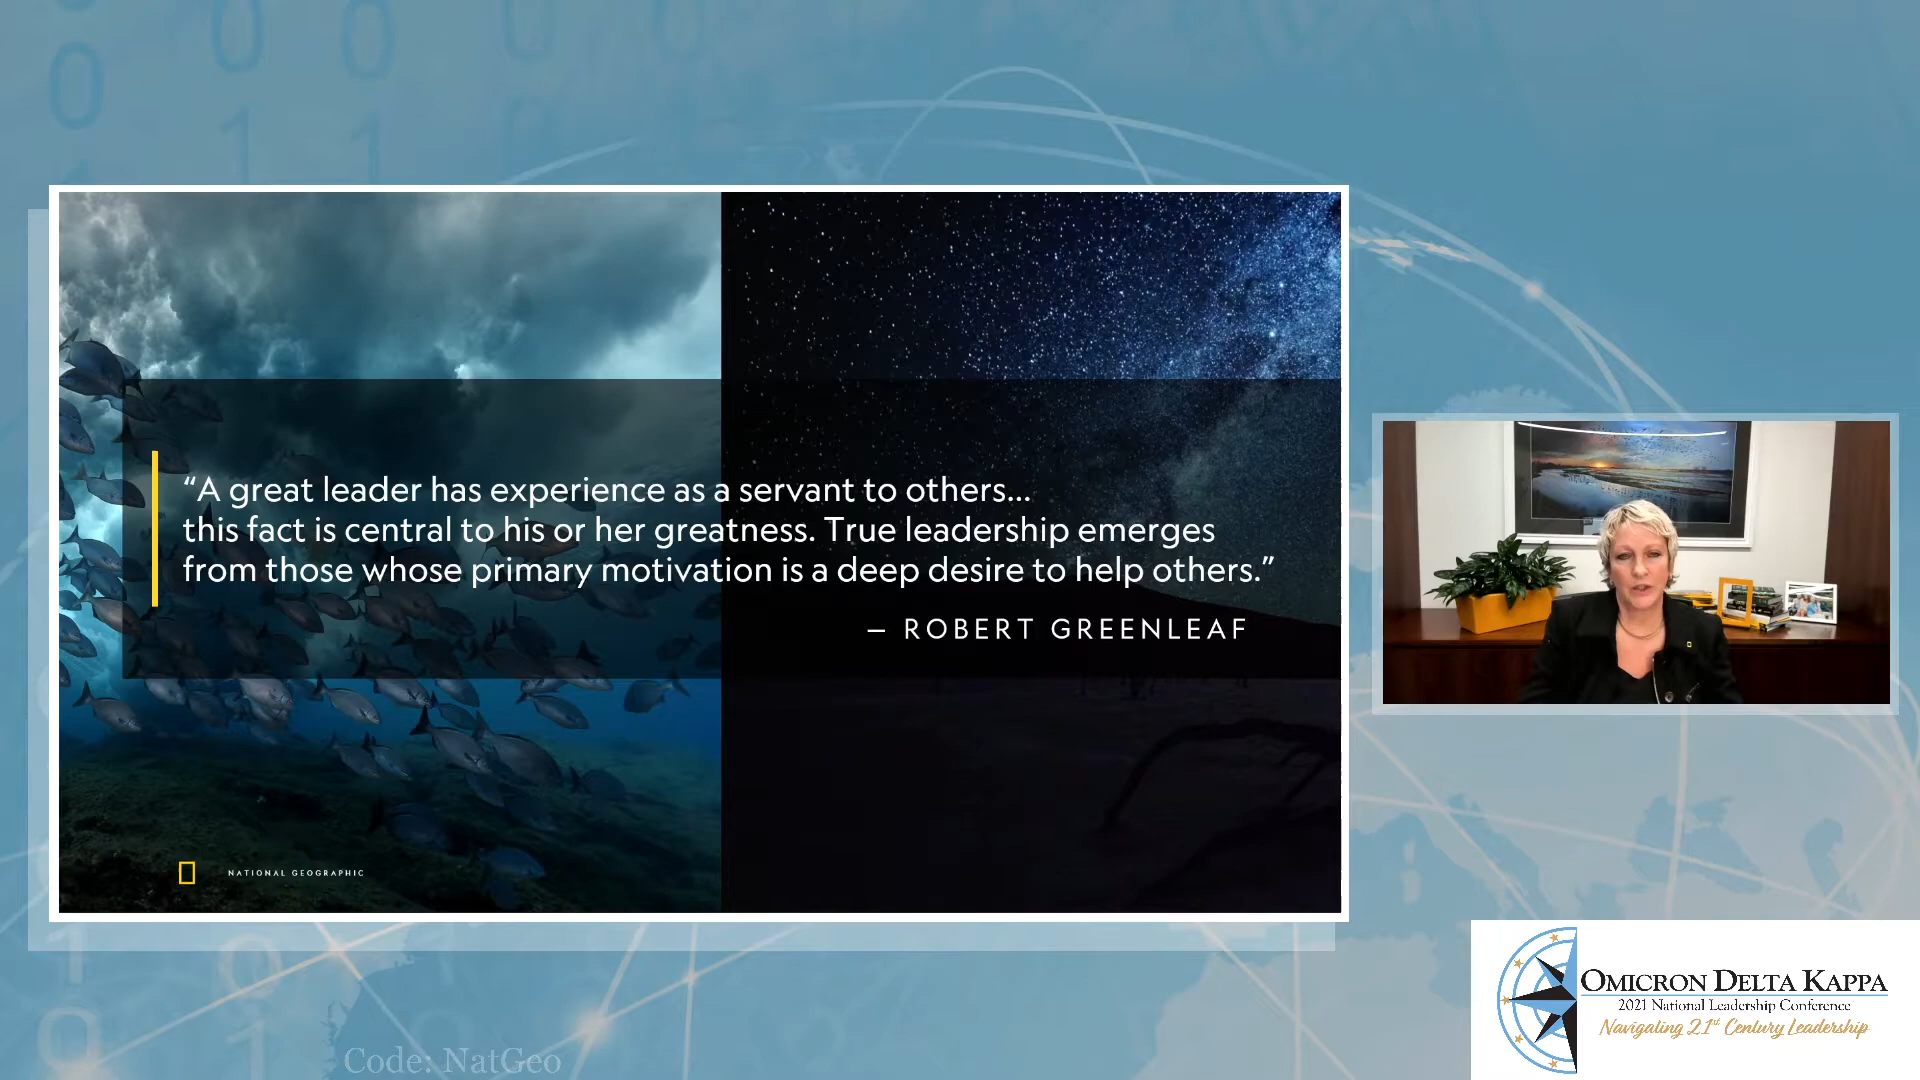 “A great leader has experience as a servant to others...
this fact is central to his or her greatness. True leadership emerges
from those whose primary motivation is a deep desire to help others.”
– ROBERT GREENLEAF
NATIONAL GEOGRAPHIC
OMICRON DELTA KAPPA
2021 National Leadership Conference
Navigating 21st Century Leadership
Code: NatGeo